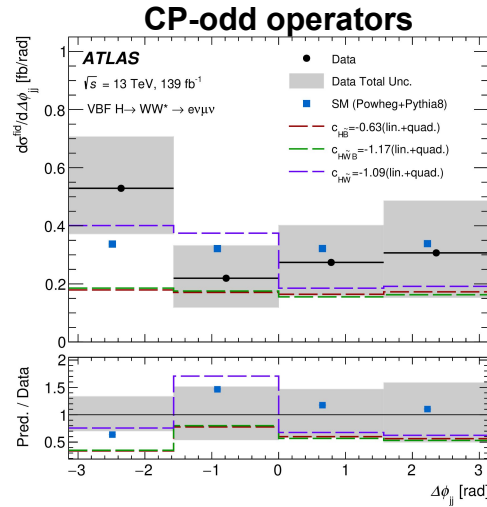 CP-odd operators
dσ^fid/dΔϕ_jj [fb/rad]
1
0.8
0.6
0.4
0.2
0
ATLAS
√s = 13 TeV, 139 fb⁻¹
VBF H→ WW* → eνμν
Data
Data Total Unc.
SM (Powheg+Pythia8)
c_HB̃=-0.63(lin.+quad.)
c_HW̃B=-1.17(lin.+quad.)
c_HW̃=-1.09(lin.+quad.)
Pred. / Data
2
1.5
1
0.5
−3 −2 −1 0 1 2 3
Δϕ_jj [rad]